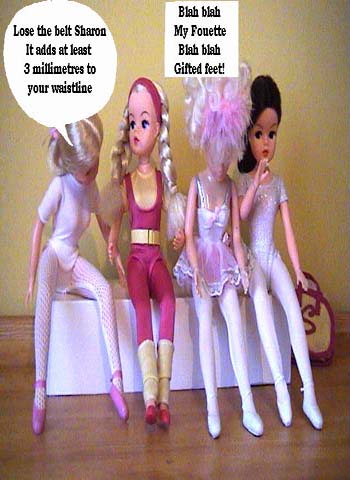 Lose the belt Sharon
It adds at least
3 millimetres to
your waistline
Blah blah
My Fouette
Blah blah
Gifted feet!